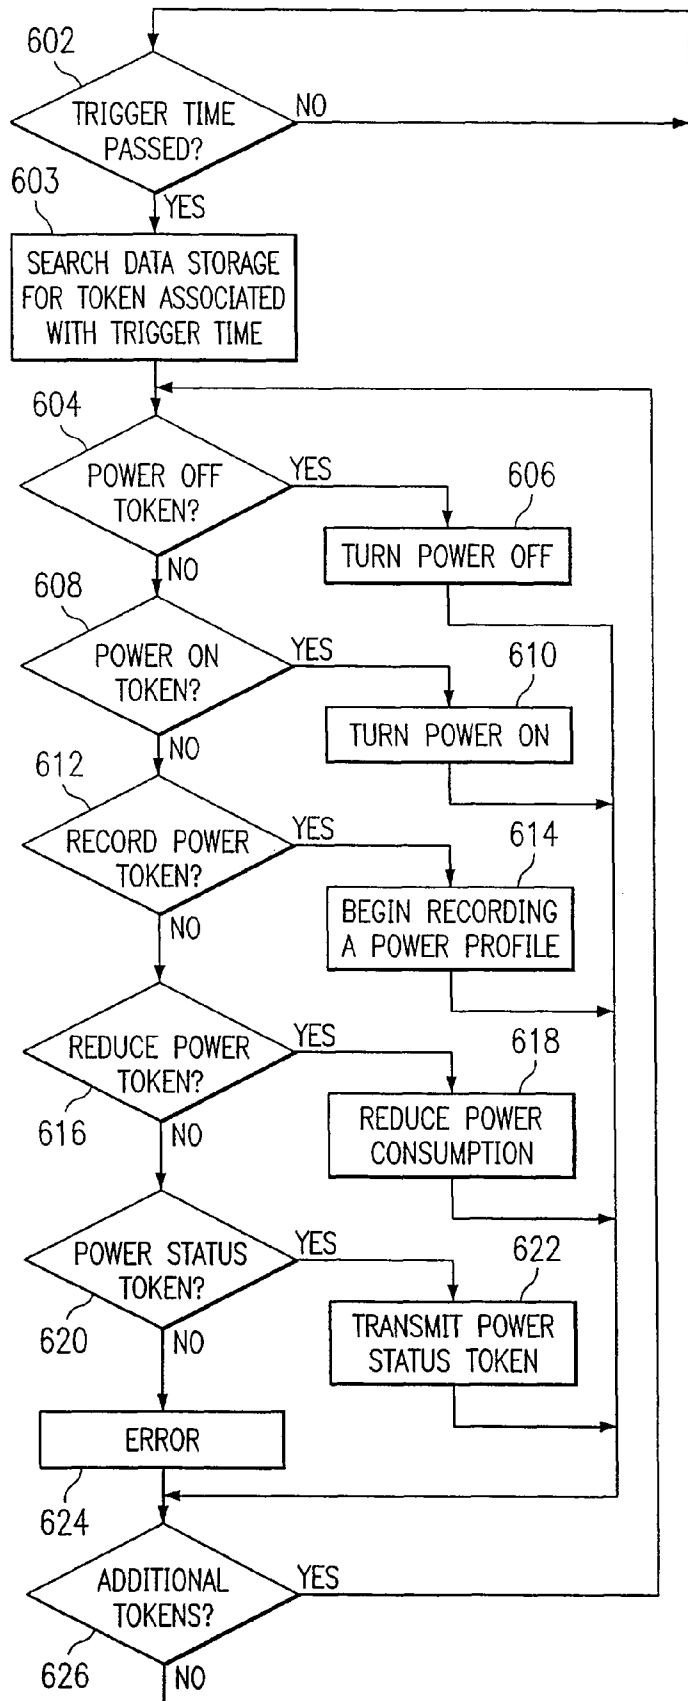 602
TRIGGER TIME
PASSED?
NO
603
YES
SEARCH DATA STORAGE
FOR TOKEN ASSOCIATED
WITH TRIGGER TIME
604
POWER OFF
TOKEN?
YES
606
TURN POWER OFF
NO
608
POWER ON
TOKEN?
YES
610
TURN POWER ON
NO
612
RECORD POWER
TOKEN?
YES
614
BEGIN RECORDING
A POWER PROFILE
NO
REDUCE POWER
TOKEN?
YES
618
616
REDUCE POWER
CONSUMPTION
NO
POWER STATUS
TOKEN?
YES
622
620
TRANSMIT POWER
STATUS TOKEN
NO
ERROR
624
ADDITIONAL
TOKENS?
YES
626
NO